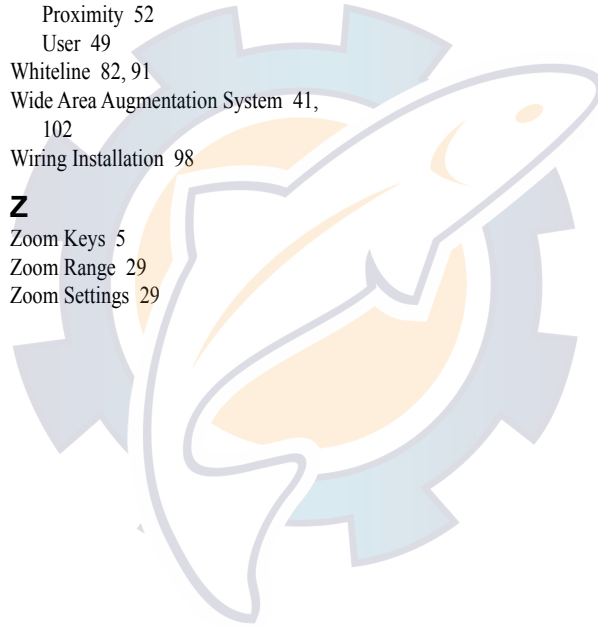 Proximity 52
User 49
Whiteline 82, 91
Wide Area Augmentation System 41,
102
Wiring Installation 98
Z
Zoom Keys 5
Zoom Range 29
Zoom Settings 29